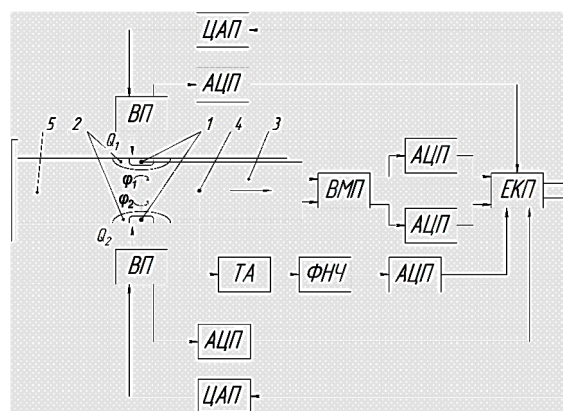 ЦАП
АЦП
ВП
5 2 Q₁ 1 4 3
φ₁
φ₂
Q₂
ВМП
АЦП
АЦП
ЕКП
ВП
ТА
ФНЧ
АЦП
АЦП
ЦАП